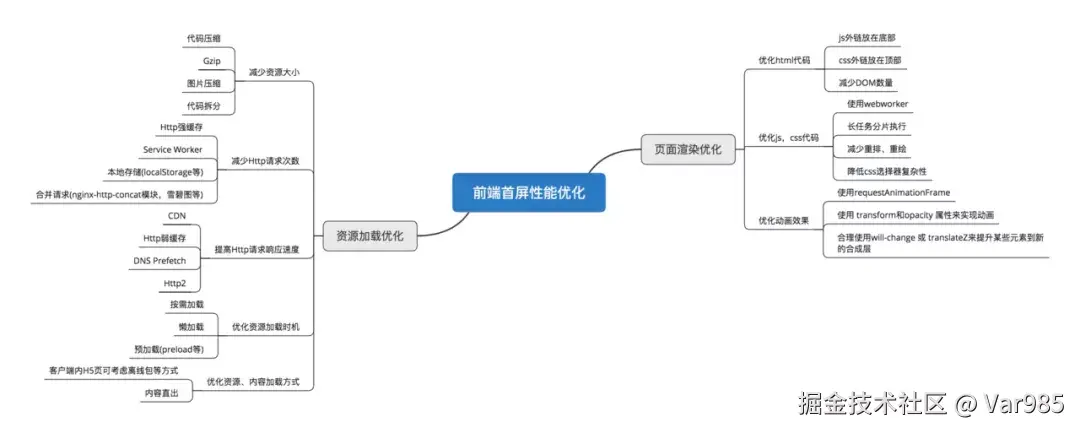 前端首屏性能优化
资源加载优化
减少资源大小
代码压缩
Gzip
图片压缩
代码拆分
减少Http请求次数
Http强缓存
Service Worker
本地存储(localStorage等)
合并请求(nginx-http-concat模块，雪碧图等)
提高Http请求响应速度
CDN
Http弱缓存
DNS Prefetch
Http2
优化资源加载时机
按需加载
懒加载
预加载(preload等)
优化资源、内容加载方式
客户端内H5页可考虑离线包等方式
内容直出
页面渲染优化
优化html代码
js外链放在底部
css外链放在顶部
减少DOM数量
优化js，css代码
使用webworker
长任务分片执行
减少重排、重绘
降低css选择器复杂性
优化动画效果
使用requestAnimationFrame
使用 transform和opacity 属性来实现动画
合理使用will-change 或 translateZ来提升某些元素到新
的合成层
掘金技术社区 @ Var985